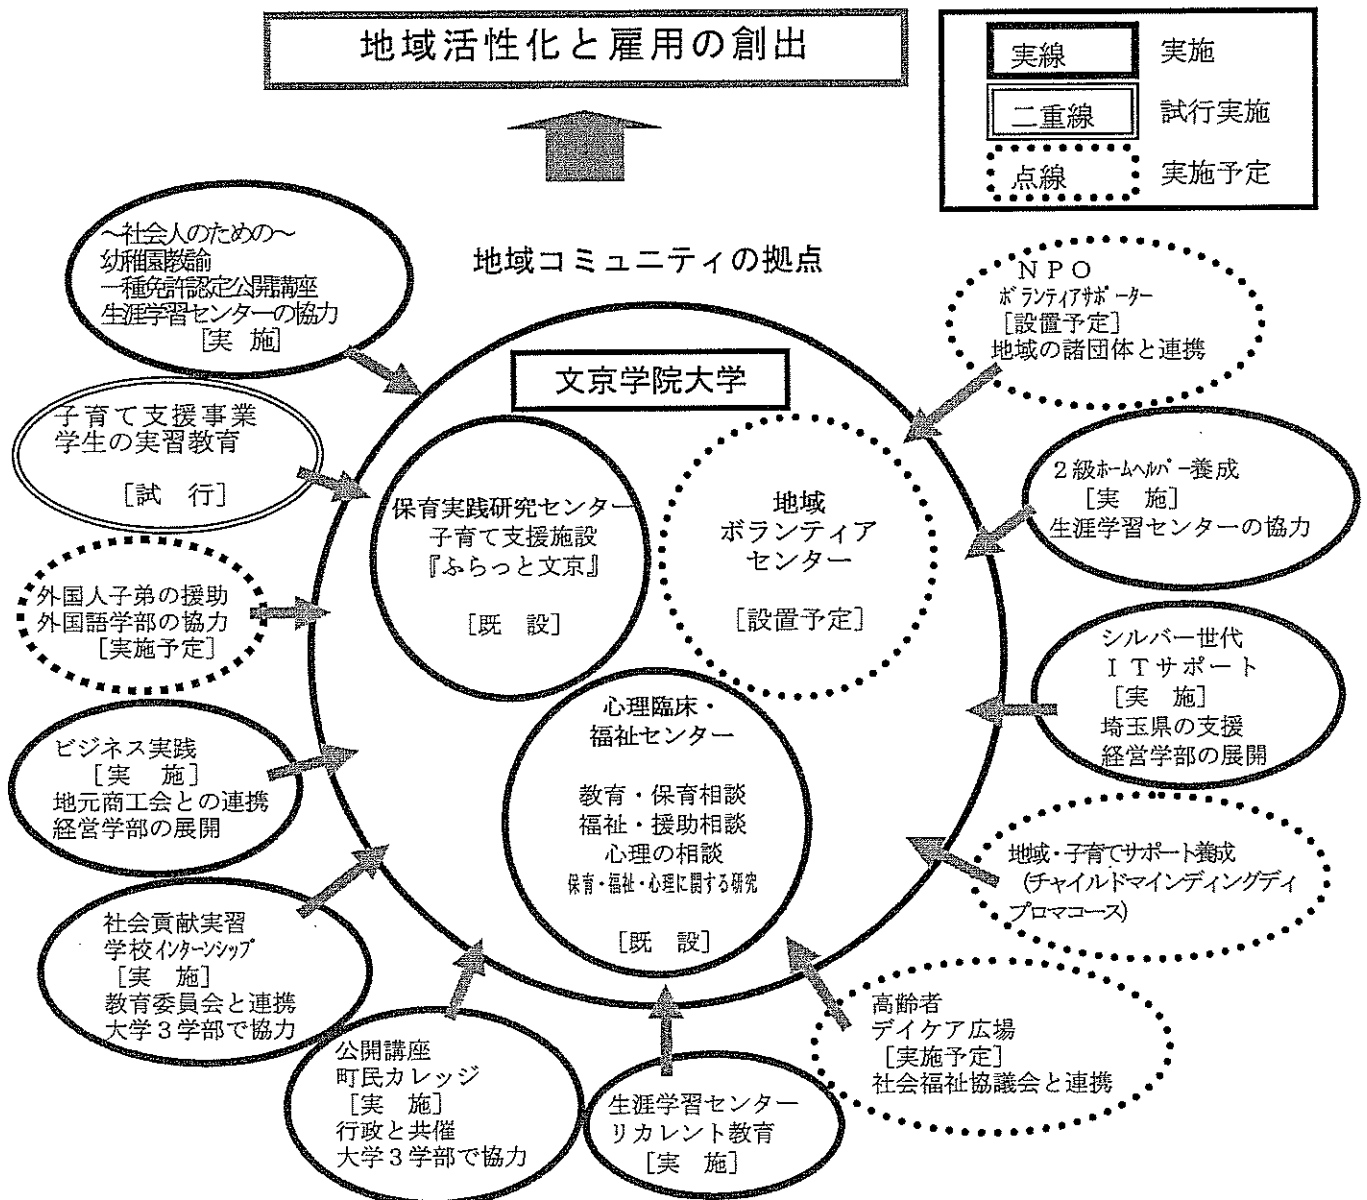 地域活性化と雇用の創出
実線 実施
二重線 試行実施
点線 実施予定
地域コミュニティの拠点
文京学院大学
保育実践研究センター
子育て支援施設
『ふらっと文京』
[既 設]
地域
ボランティア
センター
[設置予定]
心理臨床・
福祉センター
教育・保育相談
福祉・援助相談
心理の相談
保育・福祉・心理に関する研究
[既 設]
~社会人のための~
幼稚園教諭
一種免許認定公開講座
生涯学習センターの協力
[実 施]
子育て支援事業
学生の実習教育
[試 行]
外国人子弟の援助
外国語学部の協力
[実施予定]
ビジネス実践
[実 施]
地元商工会との連携
経営学部の展開
社会貢献実習
学校インターンシップ
[実 施]
教育委員会と連携
大学3学部で協力
公開講座
町民カレッジ
[実 施]
行政と共催
大学3学部で協力
生涯学習センター
リカレント教育
[実 施]
高齢者
デイケア広場
[実施予定]
社会福祉協議会と連携
地域・子育てサポート養成
(チャイルドマインディングディ
プロマコース)
シルバー世代
ITサポート
[実 施]
埼玉県の支援
経営学部の展開
2級ホームヘルパー養成
[実 施]
生涯学習センターの協力
NPO
ボランティアサポーター
[設置予定]
地域の諸団体と連携